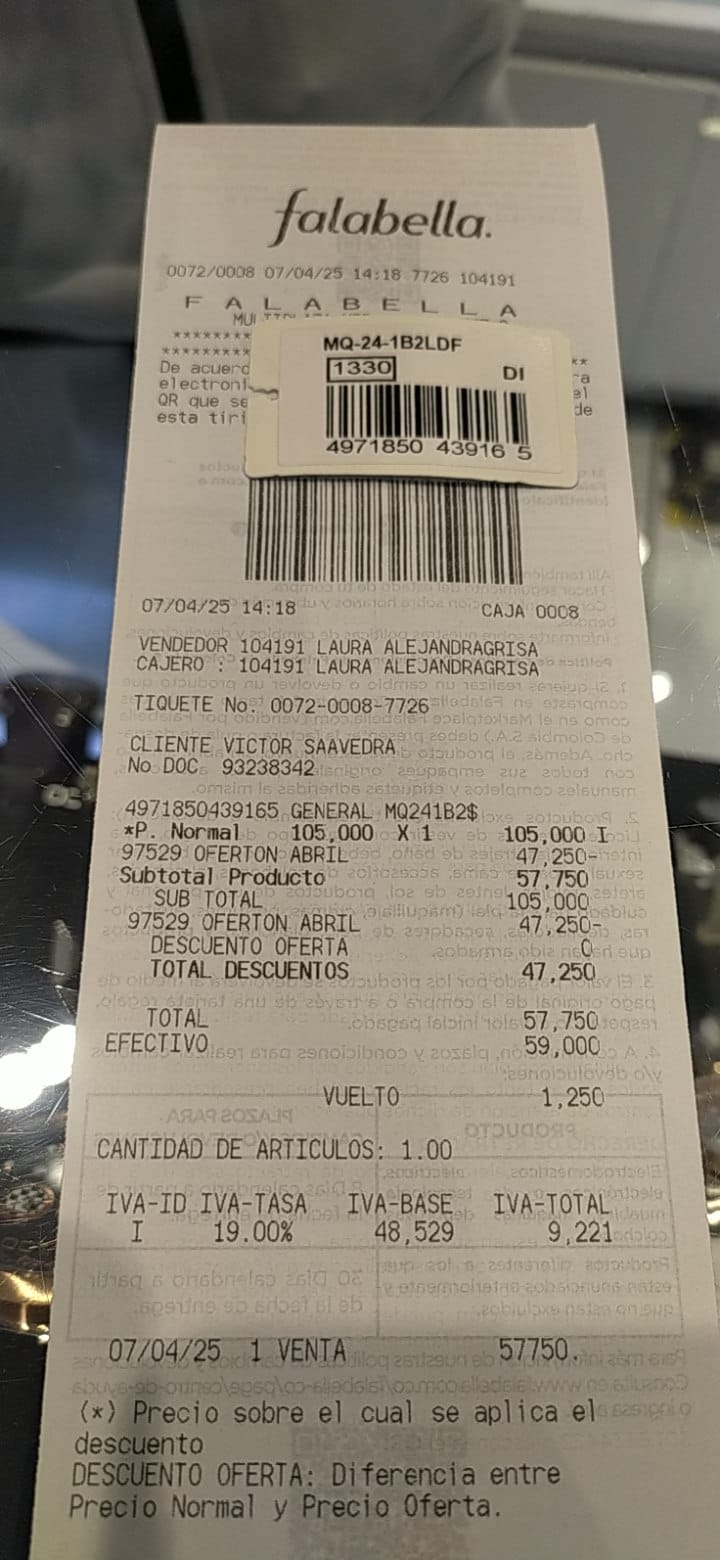 falabella.
0072/0008 07/04/25 14:18 7726 104191
F A L A B E L L A
MQ-24-1B2LDF
1330 DI
4971850 43916 5
De acuerd
electroni
QR que se
esta tiri
07/04/25 14:18 CAJA 0008
VENDEDOR 104191 LAURA ALEJANDRAGRISA
CAJERO : 104191 LAURA ALEJANDRAGRISA
TIQUETE No. 0072-0008-7726
CLIENTE VICTOR SAAVEDRA
No DOC 93238342
4971850439165 GENERAL MQ241B2$
*P. Normal 105,000 X 1 105,000 I
97529 OFERTON ABRIL 47,250-
Subtotal Producto 57,750
SUB TOTAL 105,000
97529 OFERTON ABRIL 47,250-
DESCUENTO OFERTA 0
TOTAL DESCUENTOS 47,250
TOTAL 57,750
EFECTIVO 59,000
VUELTO 1,250
CANTIDAD DE ARTICULOS: 1.00
IVA-ID IVA-TASA IVA-BASE IVA-TOTAL
I 19.00% 48,529 9,221
07/04/25 1 VENTA 57750.
(*) Precio sobre el cual se aplica el
descuento
DESCUENTO OFERTA: Diferencia entre
Precio Normal y Precio Oferta.